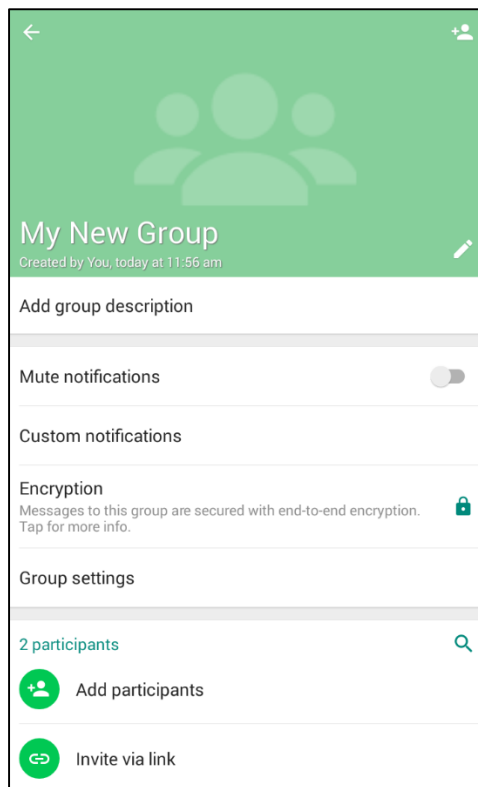 My New Group
Created by You, today at 11:56 am
Add group description
Mute notifications
Custom notifications
Encryption
Messages to this group are secured with end-to-end encryption.
Tap for more info.
Group settings
2 participants
Add participants
Invite via link